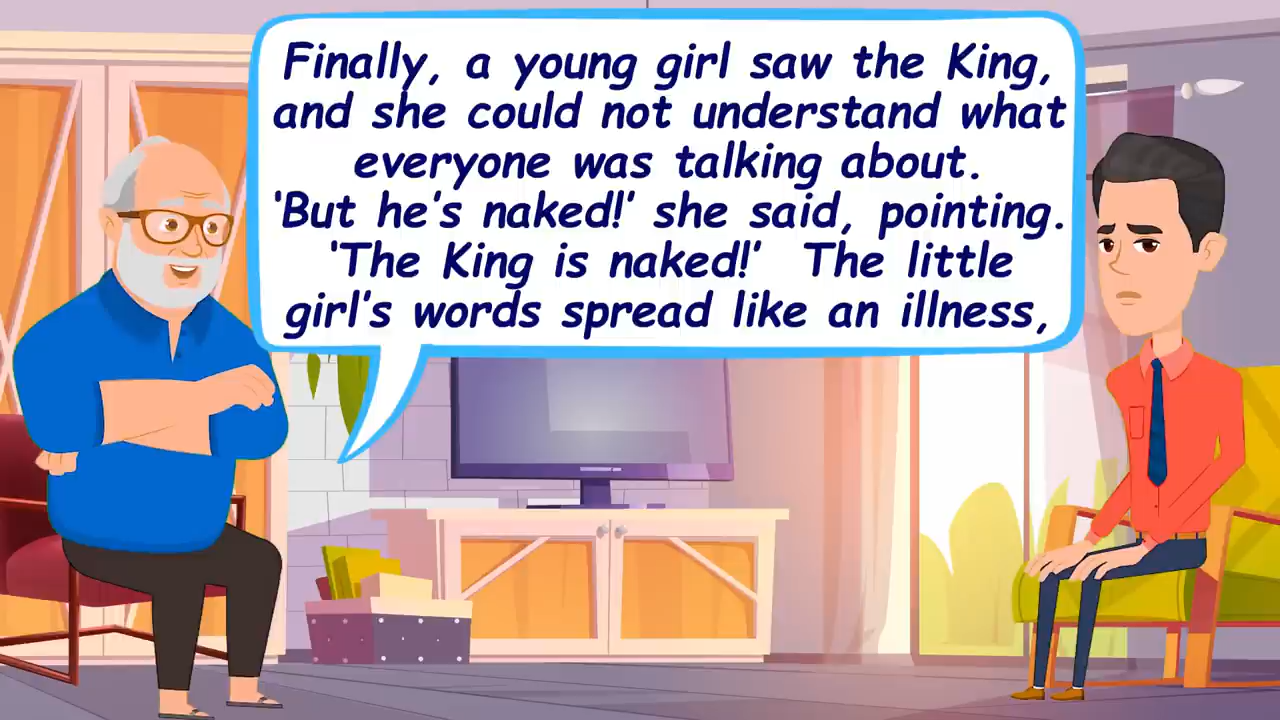 Finally, a young girl saw the King,
and she could not understand what
everyone was talking about.
'But he's naked!' she said, pointing.
'The King is naked!'  The little
girl's words spread like an illness,